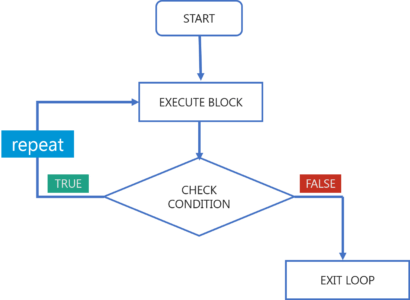 START
EXECUTE BLOCK
repeat
TRUE
CHECK
CONDITION
FALSE
EXIT LOOP